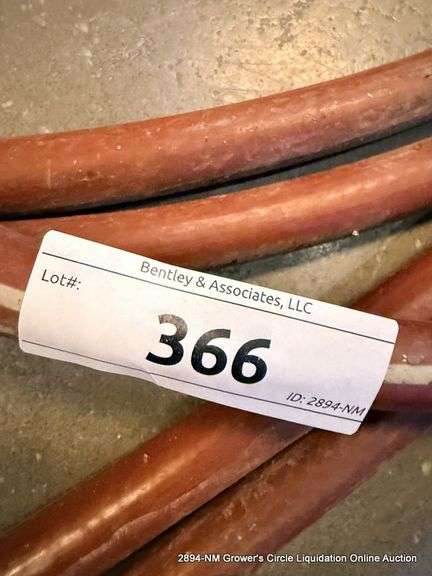 Bentley & Associates, LLC
Lot#:
366
ID: 2894-NM
2894-NM Grower's Circle Liquidation Online Auction